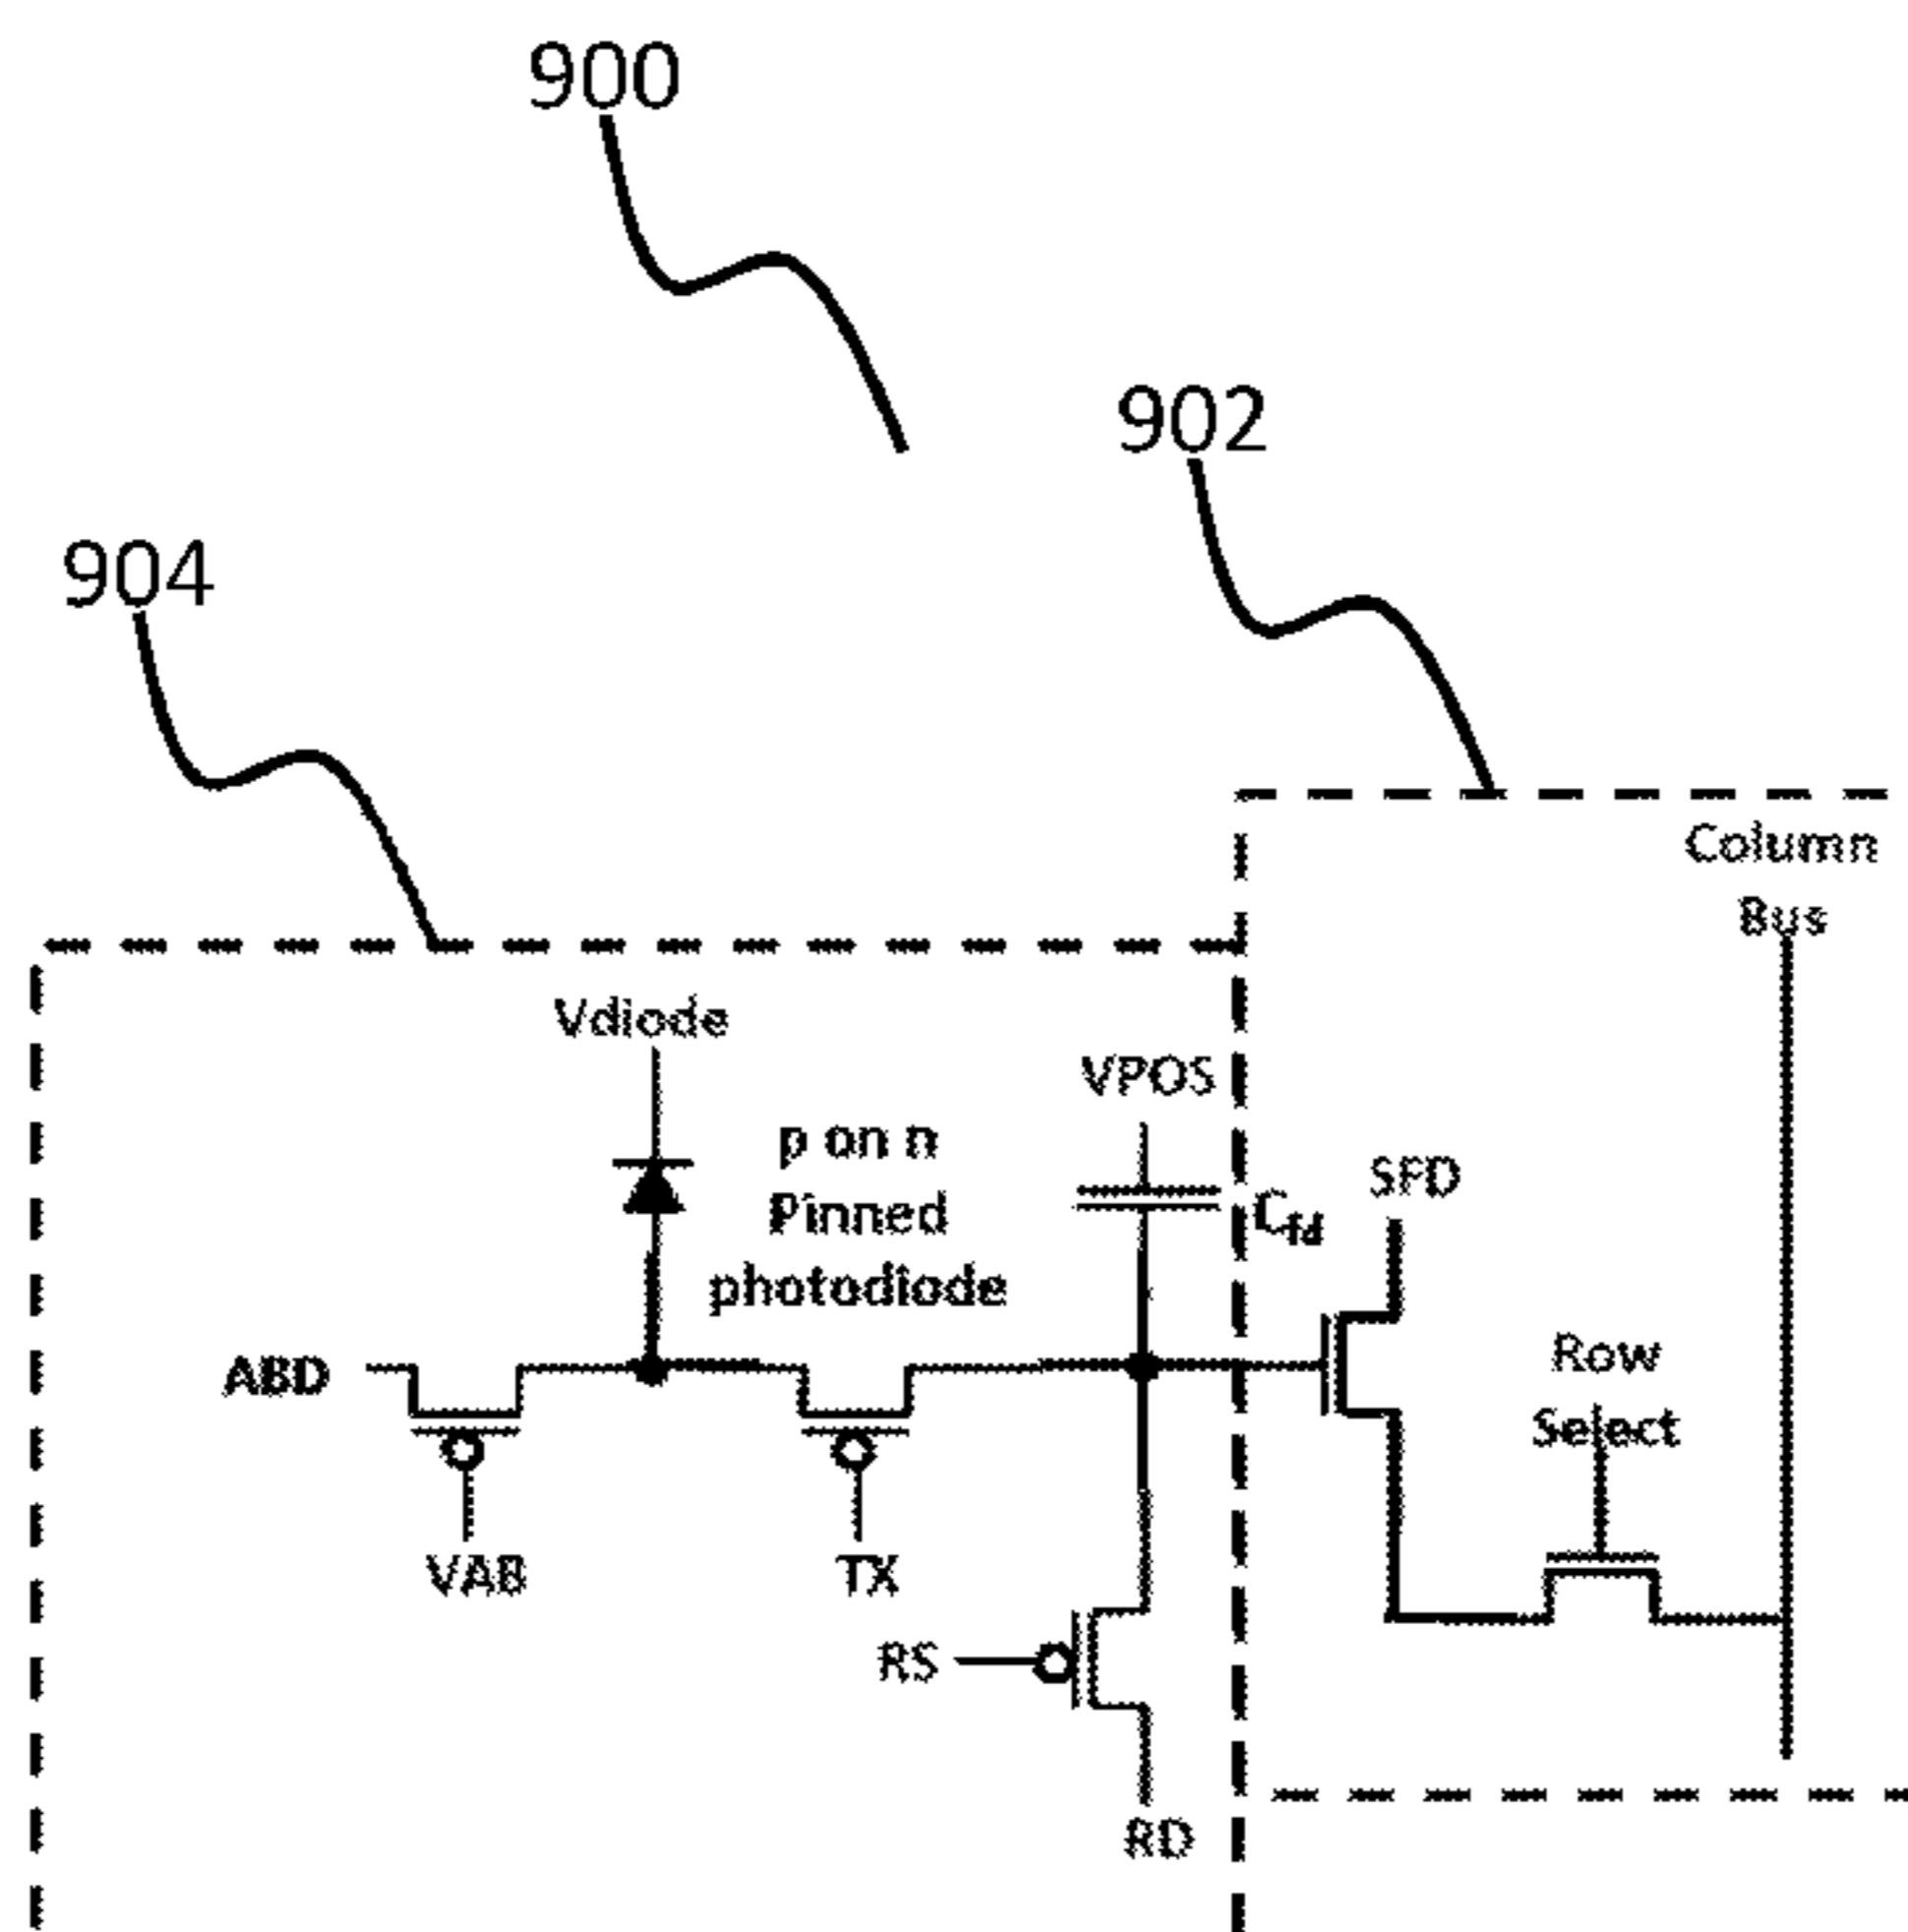 900
902
904
Column
Bus
Vdiode
VPOS
p on n
Pinned
photodiode
SFD
Cfd
ABD
Row
Select
VAB
TX
RS
RD